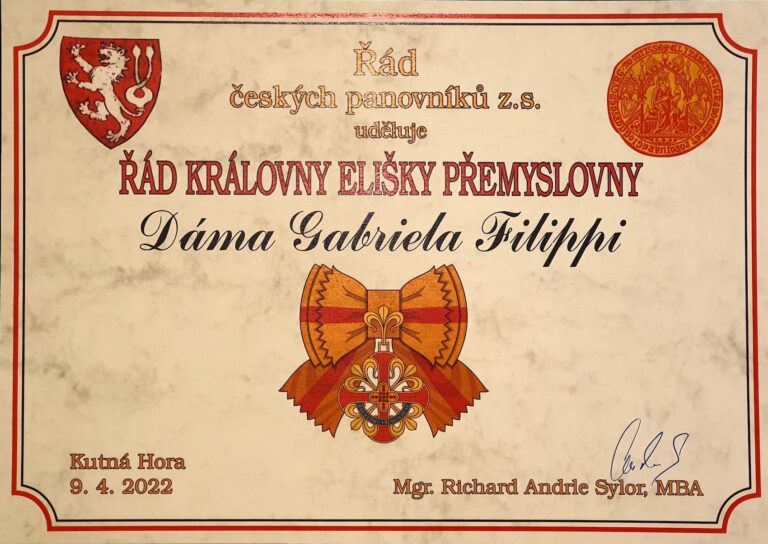 Řád
českých panovníků z.s.
uděluje
ŘÁD KRÁLOVNY ELIŠKY PŘEMYSLOVNY
Dáma Gabriela Filippi
Kutná Hora
9. 4. 2022
Mgr. Richard Andrle Sylor, MBA